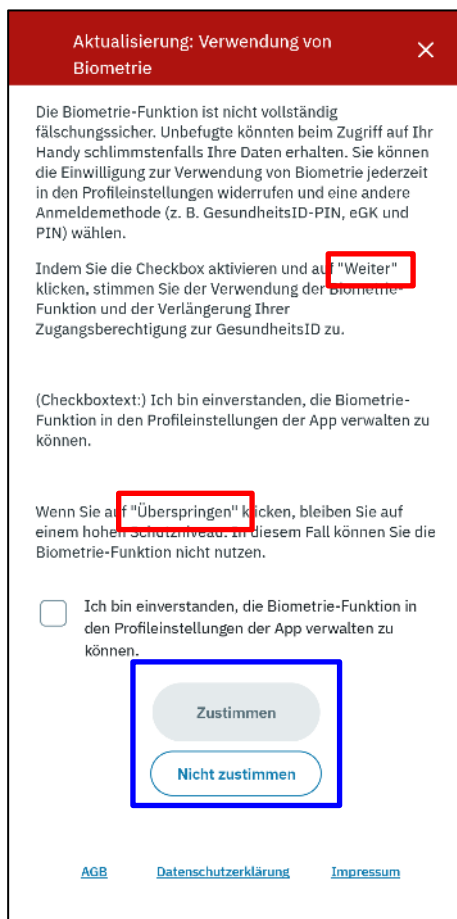 Aktualisierung: Verwendung von
Biometrie
Die Biometrie-Funktion ist nicht vollständig
fälschungssicher. Unbefugte könnten beim Zugriff auf Ihr
Handy schlimmstenfalls Ihre Daten erhalten. Sie können
die Einwilligung zur Verwendung von Biometrie jederzeit
in den Profileinstellungen widerrufen und eine andere
Anmeldemethode (z. B. GesundheitsID-PIN, eGK und
PIN) wählen.
Indem Sie die Checkbox aktivieren und auf "Weiter"
klicken, stimmen Sie der Verwendung der Biometrie-
Funktion und der Verlängerung Ihrer
Zugangsberechtigung zur GesundheitsID zu.
(Checkboxtext:) Ich bin einverstanden, die Biometrie-
Funktion in den Profileinstellungen der App verwalten zu
können.
Wenn Sie auf "Überspringen" klicken, bleiben Sie auf
einem hohen Schutzniveau. In diesem Fall können Sie die
Biometrie-Funktion nicht nutzen.
Ich bin einverstanden, die Biometrie-Funktion in
den Profileinstellungen der App verwalten zu
können.
Zustimmen
Nicht zustimmen
AGB Datenschutzerklärung Impressum